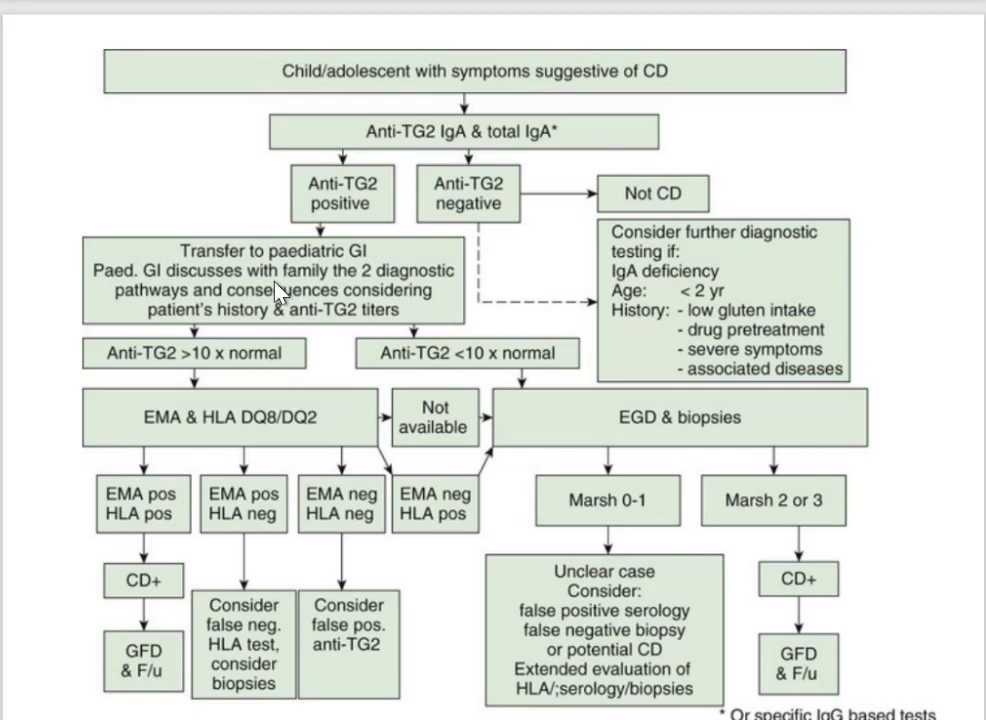 Child/adolescent with symptoms suggestive of CD
Anti-TG2 IgA & total IgA*
Anti-TG2
positive
Anti-TG2
negative
Not CD
Transfer to paediatric GI
Paed. GI discusses with family the 2 diagnostic
pathways and consequences considering
patient's history & anti-TG2 titers
Consider further diagnostic
testing if:
IgA deficiency
Age: < 2 yr
History: - low gluten intake
- drug pretreatment
- severe symptoms
- associated diseases
Anti-TG2 >10 x normal
Anti-TG2 <10 x normal
EMA & HLA DQ8/DQ2
Not
available
EGD & biopsies
EMA pos
HLA pos
EMA pos
HLA neg
EMA neg
HLA neg
EMA neg
HLA pos
Marsh 0-1
Marsh 2 or 3
CD+
GFD
& F/u
Consider
false neg.
HLA test,
consider
biopsies
Consider
false pos.
anti-TG2
Unclear case
Consider:
false positive serology
false negative biopsy
or potential CD
Extended evaluation of
HLA/;serology/biopsies
CD+
GFD
& F/u
* Or specific IgG based tests